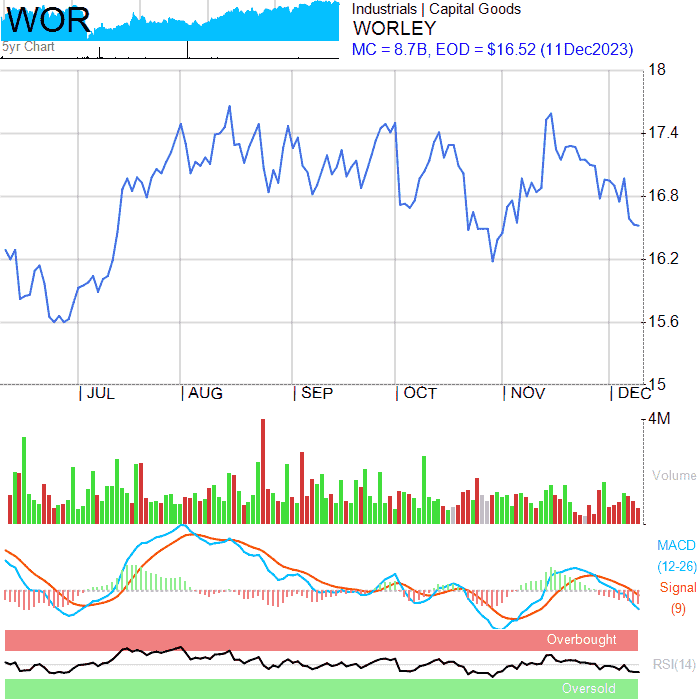 WOR
5yr Chart
Industrials | Capital Goods
WORLEY
MC = 8.7B, EOD = $16.52 (11Dec2023)
18
17.4
16.8
16.2
15.6
15
| JUL | AUG | SEP | OCT | NOV | DEC
4M
Volume
MACD
(12-26)
Signal
(9)
Overbought
RSI(14)
Oversold